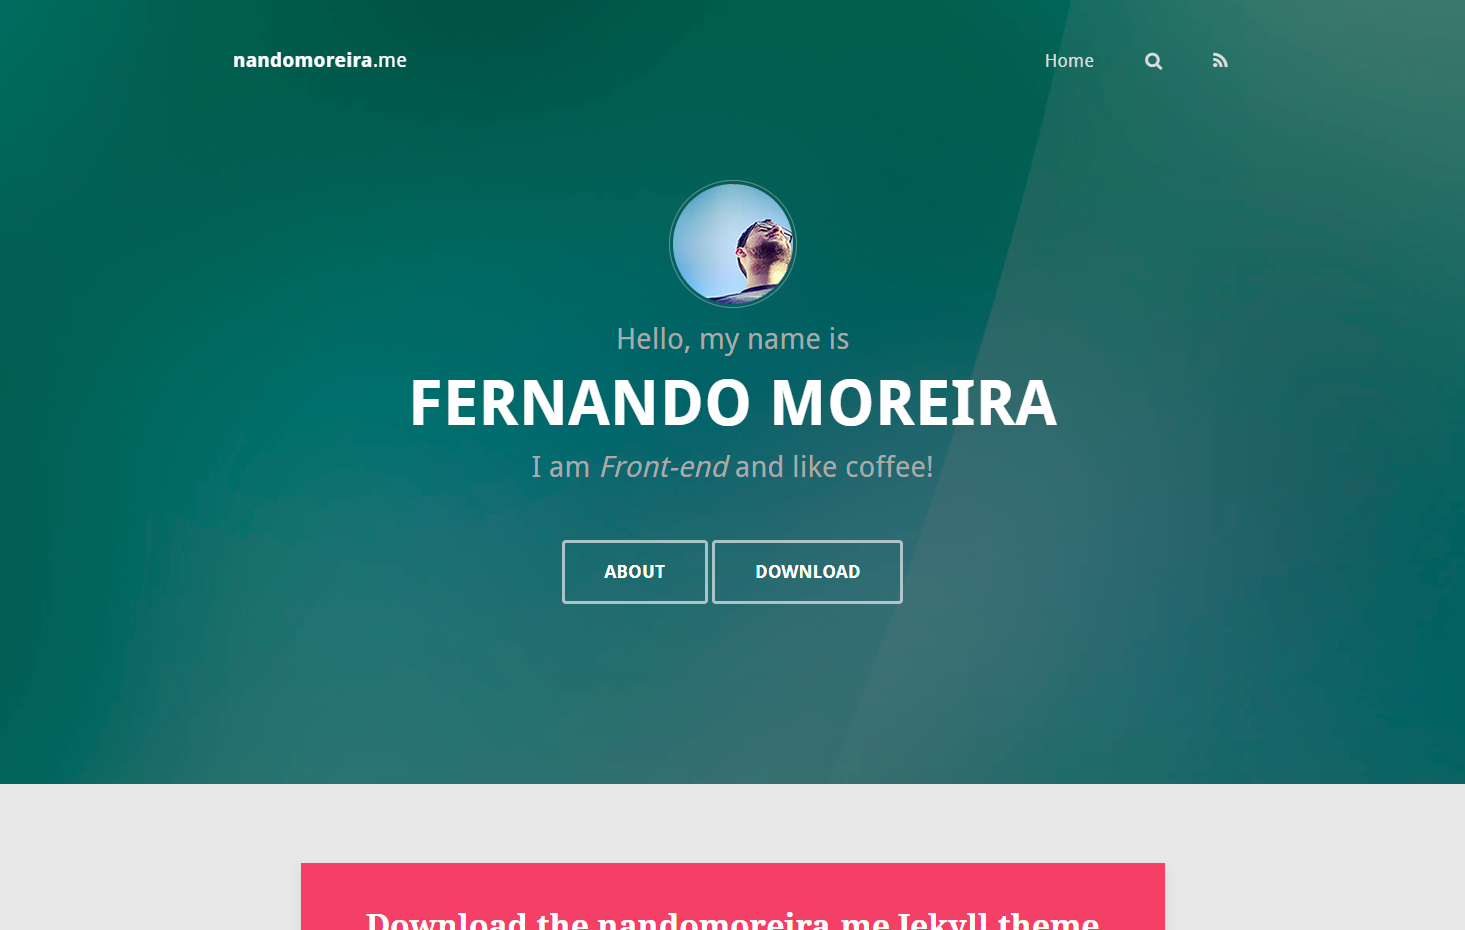 nandomoreira.me
Home
Hello, my name is
FERNANDO MOREIRA
I am Front-end and like coffee!
ABOUT
DOWNLOAD
Download the nandomoreira.me Jekyll theme